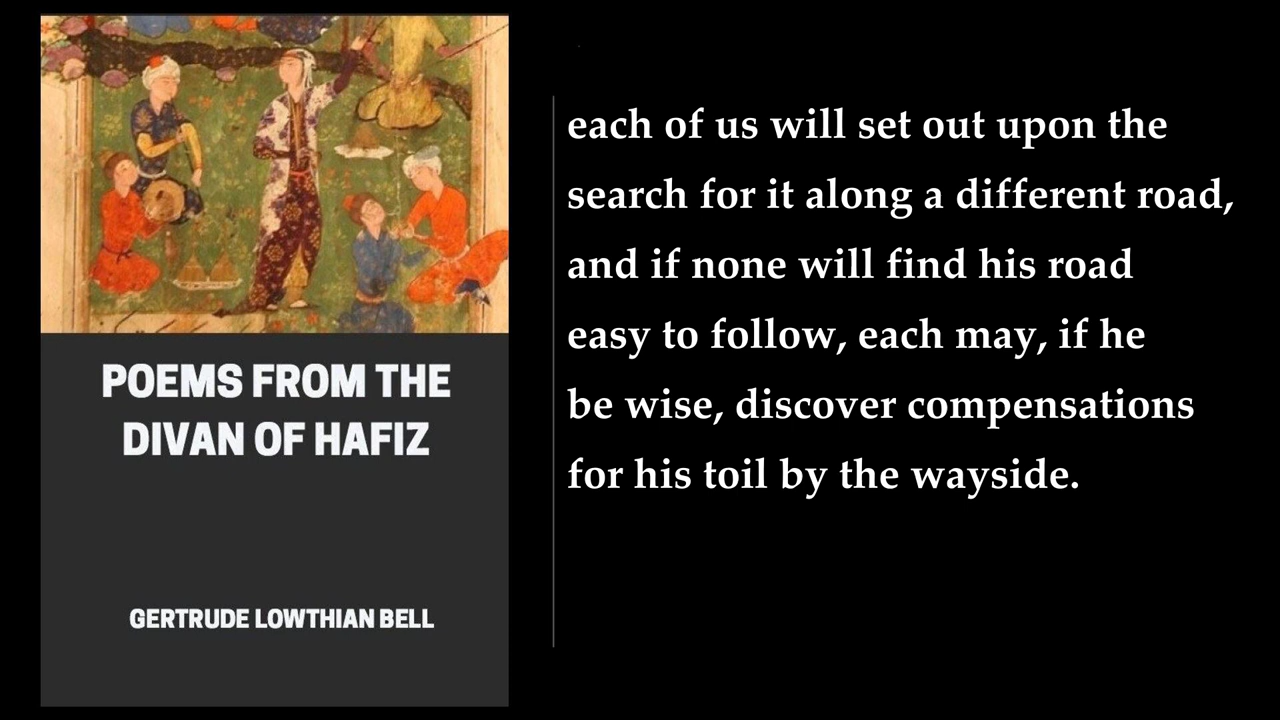 POEMS FROM THE
DIVAN OF HAFIZ
GERTRUDE LOWTHIAN BELL
each of us will set out upon the
search for it along a different road,
and if none will find his road
easy to follow, each may, if he
be wise, discover compensations
for his toil by the wayside.